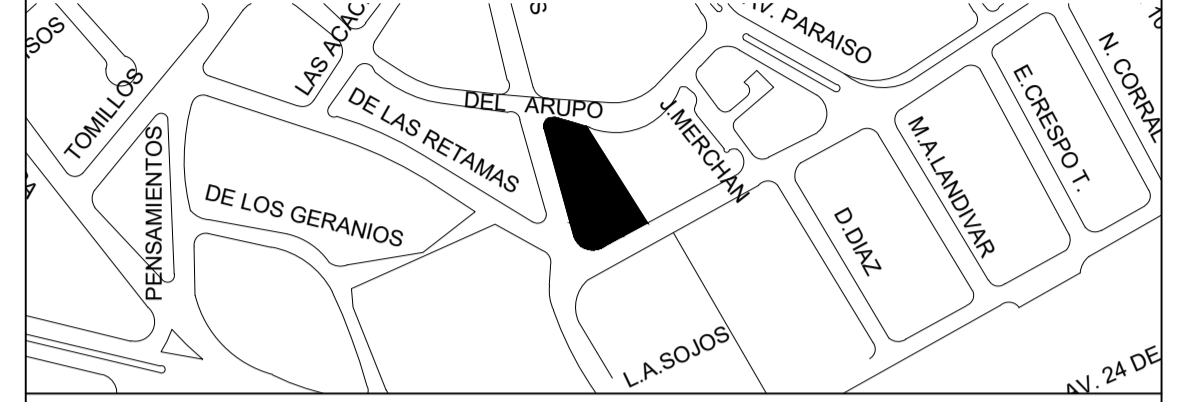 AV. PARAISO
LAS ACAC
TOMILLOS
DEL ARUPO
DE LAS RETAMAS
J.MERCHAN
N. CORRAL
E.CRESPO T.
M.A.LANDIVAR
PENSAMIENTOS
DE LOS GERANIOS
D.DIAZ
L.A.SOJOS
AV. 24 DE